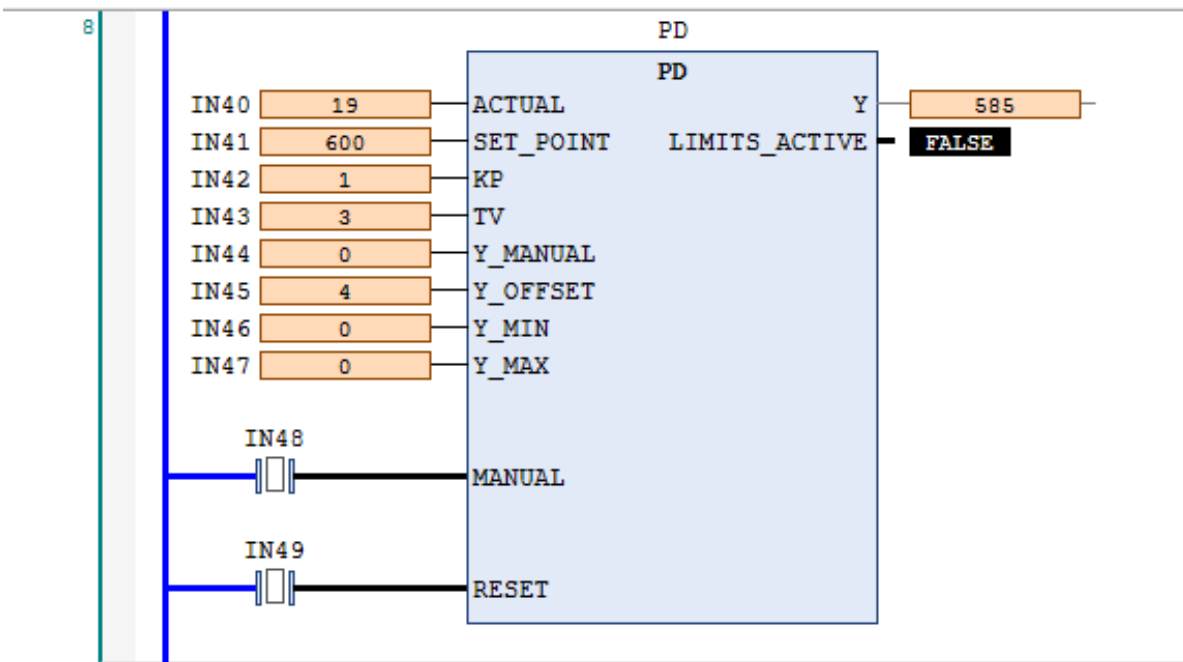 8
PD
PD
IN40 19 ACTUAL Y 585
IN41 600 SET_POINT LIMITS_ACTIVE FALSE
IN42 1 KP
IN43 3 TV
IN44 0 Y_MANUAL
IN45 4 Y_OFFSET
IN46 0 Y_MIN
IN47 0 Y_MAX
IN48
MANUAL
IN49
RESET